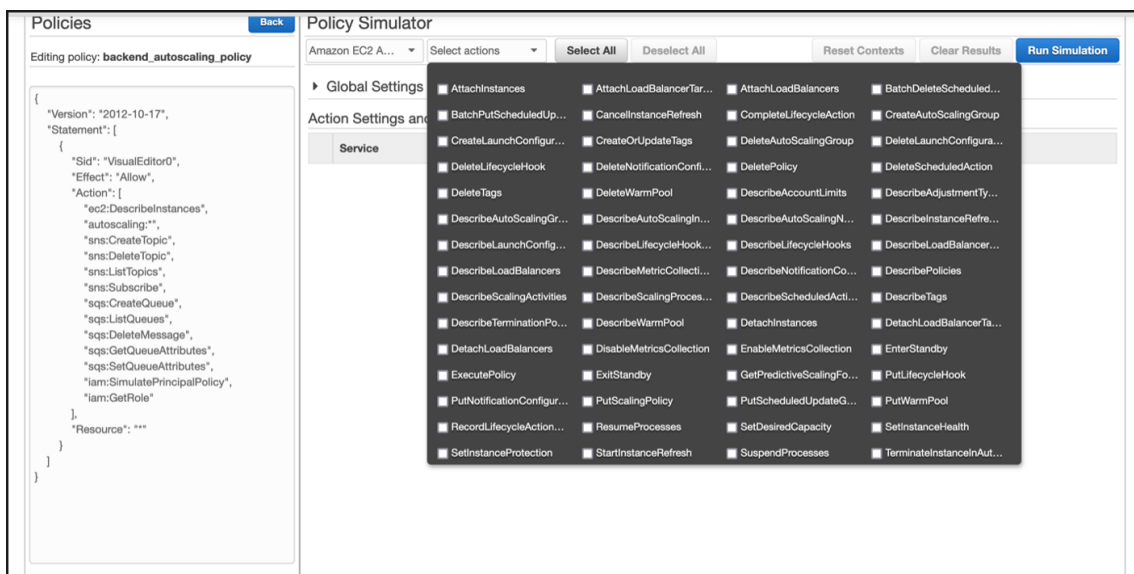 Policies
Back
Editing policy: backend_autoscaling_policy
{
"Version": "2012-10-17",
"Statement": [
{
"Sid": "VisualEditor0",
"Effect": "Allow",
"Action": [
"ec2:DescribeInstances",
"autoscaling:*",
"sns:CreateTopic",
"sns:DeleteTopic",
"sns:ListTopics",
"sns:Subscribe",
"sqs:CreateQueue",
"sqs:ListQueues",
"sqs:DeleteMessage",
"sqs:GetQueueAttributes",
"sqs:SetQueueAttributes",
"iam:SimulatePrincipalPolicy",
"iam:GetRole"
],
"Resource": "*"
}
]
}
Policy Simulator
Amazon EC2 A... Select actions Select All Deselect All Reset Contexts Clear Results Run Simulation
Global Settings
Action Settings and
Service
AttachInstances AttachLoadBalancerTar... AttachLoadBalancers BatchDeleteScheduled...
BatchPutScheduledUp... CancelInstanceRefresh CompleteLifecycleAction CreateAutoScalingGroup
CreateLaunchConfigur... CreateOrUpdateTags DeleteAutoScalingGroup DeleteLaunchConfigura...
DeleteLifecycleHook DeleteNotificationConfi... DeletePolicy DeleteScheduledAction
DeleteTags DeleteWarmPool DescribeAccountLimits DescribeAdjustmentTy...
DescribeAutoScalingGr... DescribeAutoScalingIn... DescribeAutoScalingN... DescribeInstanceRefre...
DescribeLaunchConfig... DescribeLifecycleHook... DescribeLifecycleHooks DescribeLoadBalancer...
DescribeLoadBalancers DescribeMetricCollecti... DescribeNotificationCo... DescribePolicies
DescribeScalingActivities DescribeScalingProces... DescribeScheduledActi... DescribeTags
DescribeTerminationPo... DescribeWarmPool DetachInstances DetachLoadBalancerTa...
DetachLoadBalancers DisableMetricsCollection EnableMetricsCollection EnterStandby
ExecutePolicy ExitStandby GetPredictiveScalingFo... PutLifecycleHook
PutNotificationConfigur... PutScalingPolicy PutScheduledUpdateG... PutWarmPool
RecordLifecycleAction... ResumeProcesses SetDesiredCapacity SetInstanceHealth
SetInstanceProtection StartInstanceRefresh SuspendProcesses TerminateInstanceInAut...